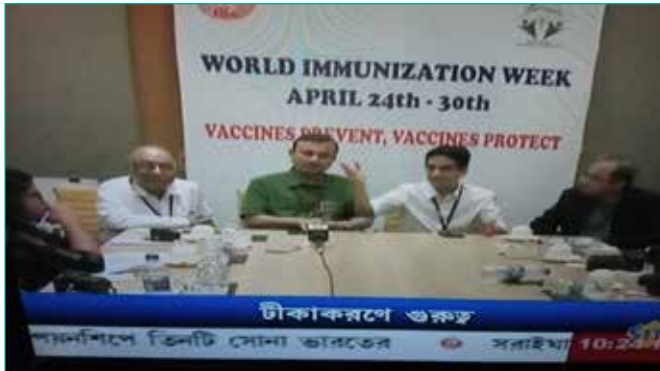 WORLD IMMUNIZATION WEEK
APRIL 24th - 30th
VACCINES PREVENT, VACCINES PROTECT
টীকাকরণে গুরুত্ব
তিনটি সোনা ভারতের
10:24